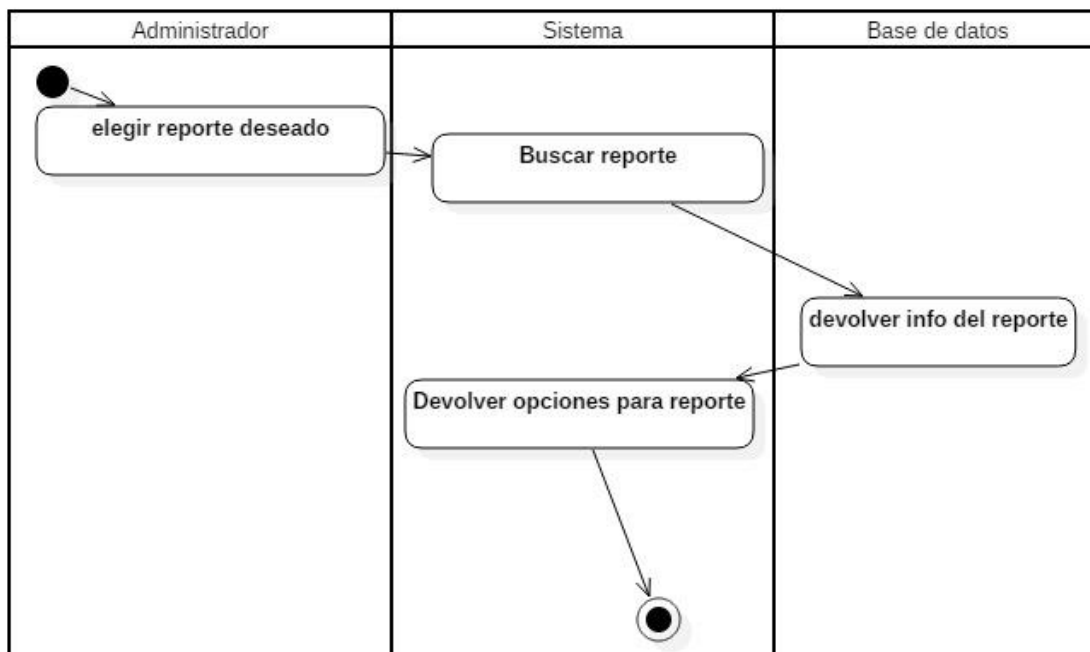 Administrador
Sistema
Base de datos
elegir reporte deseado
Buscar reporte
devolver info del reporte
Devolver opciones para reporte